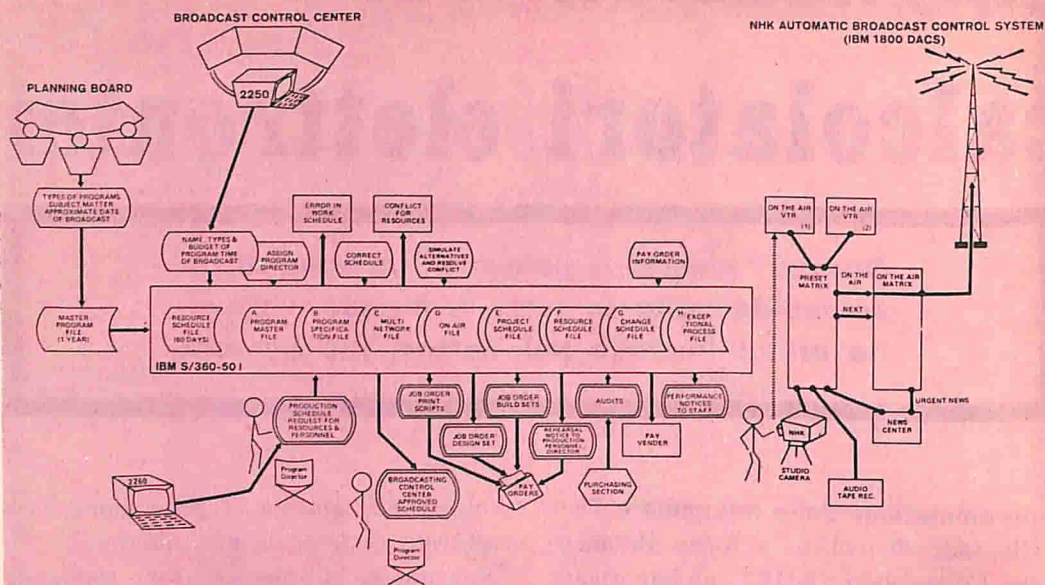 BROADCAST CONTROL CENTER
NHK AUTOMATIC BROADCAST CONTROL SYSTEM
(IBM 1800 DACS)
PLANNING BOARD
2250
TYPES OF PROGRAMS
SUBJECT MATTER
APPROXIMATE DATE
OF BROADCAST
NAME, TYPES &
BUDGET OF
PROGRAM TIME
OF BROADCAST
ASSIGN
PROGRAM
DIRECTOR
ERROR IN
WORK
SCHEDULE
CORRECT
SCHEDULE
CONFLICT
FOR
RESOURCES
SIMULATE
ALTERNATIVES
AND RESOLVE
CONFLICT
PAY ORDER
INFORMATION
ON THE AIR
VTR
(1)
ON THE AIR
VTR
(2)
PRESET
MATRIX
ON THE
AIR
ON THE AIR
MATRIX
NEXT
MASTER
PROGRAM
FILE
(1 YEAR)
RESOURCE
SCHEDULE
FILE
(60 DAYS)
A.
PROGRAM
MASTER
FILE
B.
PROGRAM
SPECIFICA
TION FILE
C.
MULTI
NETWORK
FILE
D.
ON AIR
FILE
E.
PROJECT
SCHEDULE
FILE
F.
RESOURCE
SCHEDULE
FILE
G.
CHANGE
SCHEDULE
FILE
H.
EXCEP
TIONAL
PROCESS
FILE
IBM S/360-50 I
PRODUCTION
SCHEDULE
REQUEST FOR
RESOURCES &
PERSONNEL
JOB ORDER
PRINT
SCRIPTS
JOB ORDER
DESIGN SET
JOB ORDER
BUILD SETS
REHEARSAL
NOTICE TO
PRODUCTION
PERSONNEL,
DIRECTOR
AUDITS
PAY
VENDER
PERFORMANCE
NOTICES
TO STAFF
URGENT NEWS
NEWS
CENTER
NHK
STUDIO
CAMERA
AUDIO
TAPE REC.
2260
Program
Director
BROADCASTING
CONTROL
CENTER
APPROVED
SCHEDULE
PAY
ORDERS
PURCHASING
SECTION
Program
Director